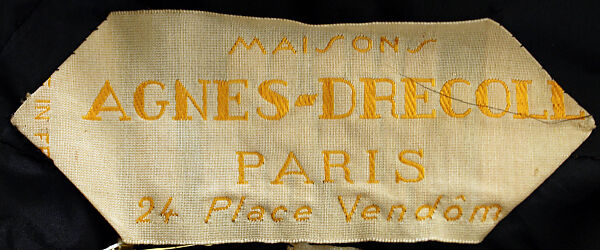 MAISONS
AGNES-DRECOLL
PARIS
24 Place Vendôm